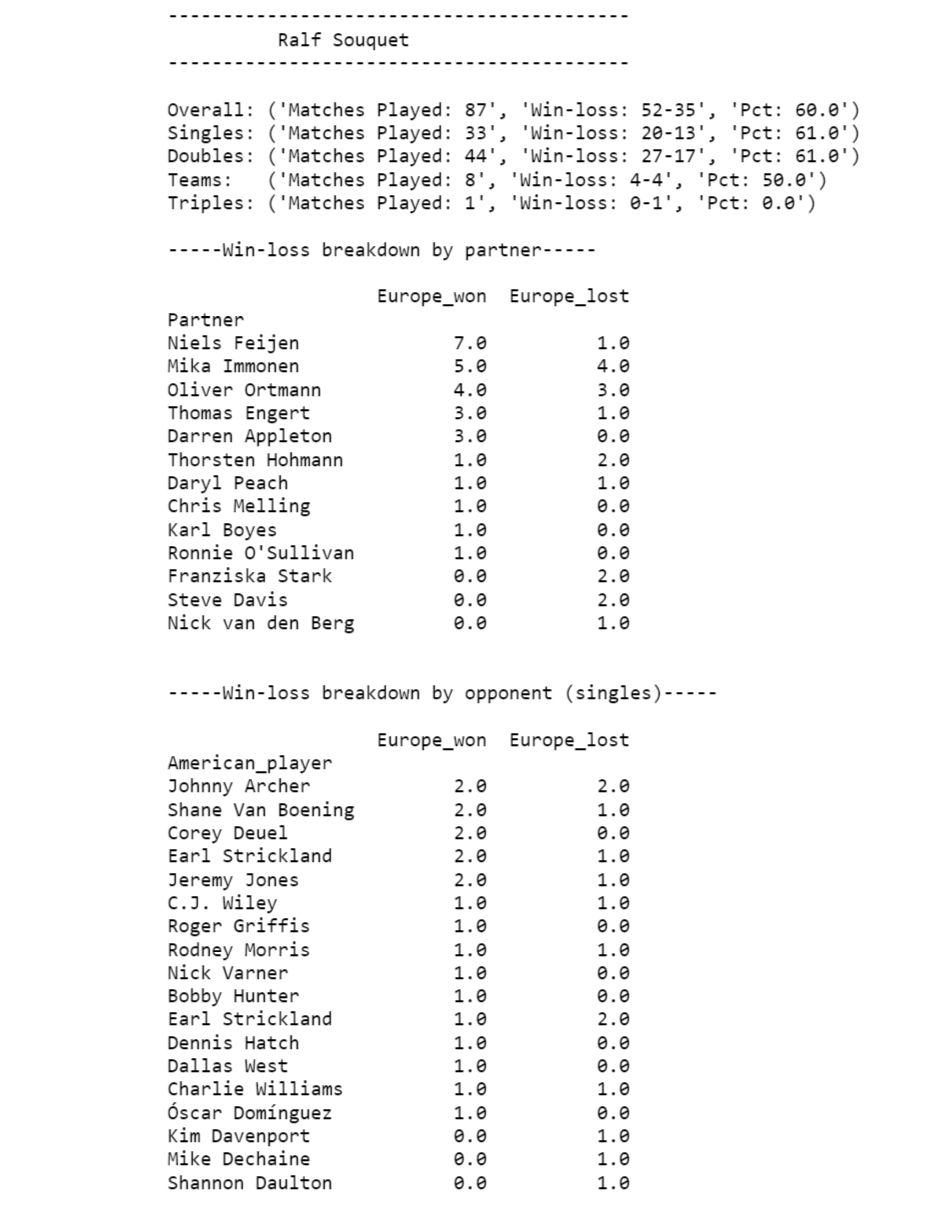 ------------------------------------------
Ralf Souquet
------------------------------------------
Overall: ('Matches Played: 87', 'Win-loss: 52-35', 'Pct: 60.0')
Singles: ('Matches Played: 33', 'Win-loss: 20-13', 'Pct: 61.0')
Doubles: ('Matches Played: 44', 'Win-loss: 27-17', 'Pct: 61.0')
Teams: ('Matches Played: 8', 'Win-loss: 4-4', 'Pct: 50.0')
Triples: ('Matches Played: 1', 'Win-loss: 0-1', 'Pct: 0.0')
-----Win-loss breakdown by partner-----
Europe_won Europe_lost
Partner
Niels Feijen 7.0 1.0
Mika Immonen 5.0 4.0
Oliver Ortmann 4.0 3.0
Thomas Engert 3.0 1.0
Darren Appleton 3.0 0.0
Thorsten Hohmann 1.0 2.0
Daryl Peach 1.0 1.0
Chris Melling 1.0 0.0
Karl Boyes 1.0 0.0
Ronnie O'Sullivan 1.0 0.0
Franziska Stark 0.0 2.0
Steve Davis 0.0 2.0
Nick van den Berg 0.0 1.0
-----Win-loss breakdown by opponent (singles)-----
Europe_won Europe_lost
American_player
Johnny Archer 2.0 2.0
Shane Van Boening 2.0 1.0
Corey Deuel 2.0 0.0
Earl Strickland 2.0 1.0
Jeremy Jones 2.0 1.0
C.J. Wiley 1.0 1.0
Roger Griffis 1.0 0.0
Rodney Morris 1.0 1.0
Nick Varner 1.0 0.0
Bobby Hunter 1.0 0.0
Earl Strickland 1.0 2.0
Dennis Hatch 1.0 0.0
Dallas West 1.0 0.0
Charlie Williams 1.0 1.0
Óscar Domínguez 1.0 0.0
Kim Davenport 0.0 1.0
Mike Dechaine 0.0 1.0
Shannon Daulton 0.0 1.0